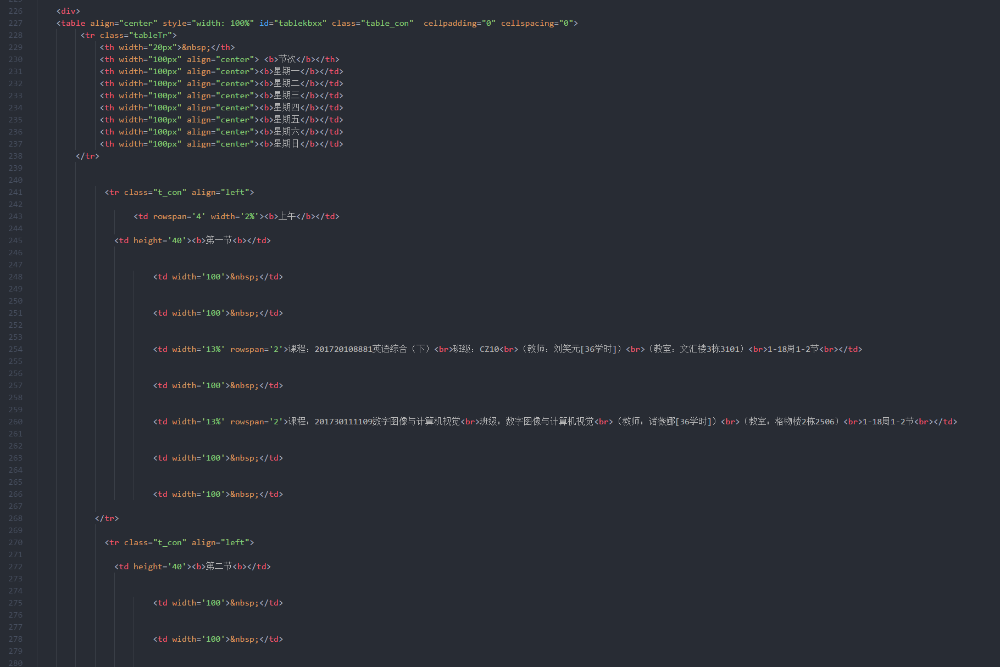 226 <div>
227 <table align="center" style="width: 100%" id="tablekbxx" class="table_con"  cellpadding="0" cellspacing="0">
228 <tr class="tableTr">
229 <th width="20px">&nbsp;</th>
230 <th width="100px" align="center"> <b>节次</b></th>
231 <th width="100px" align="center"><b>星期一</b></td>
232 <th width="100px" align="center"><b>星期二</b></td>
233 <th width="100px" align="center"><b>星期三</b></td>
234 <th width="100px" align="center"><b>星期四</b></td>
235 <th width="100px" align="center"><b>星期五</b></td>
236 <th width="100px" align="center"><b>星期六</b></td>
237 <th width="100px" align="center"><b>星期日</b></td>
238 </tr>
239
240
241 <tr class="t_con" align="left">
242
243 <td rowspan='4' width='2%'><b>上午</b></td>
244
245 <td height='40'><b>第一节<b></td>
246
247
248 <td width='100'>&nbsp;</td>
249
250
251 <td width='100'>&nbsp;</td>
252
253
254 <td width='13%' rowspan='2'>课程：201720108881英语综合（下）<br>班级：CZ10<br>（教师：刘笑元[36学时]）<br>（教室：文汇楼3栋3101）<br>1-18周1-2节<br></td>
255
256
257 <td width='100'>&nbsp;</td>
258
259
260 <td width='13%' rowspan='2'>课程：201730111109数字图像与计算机视觉<br>班级：数字图像与计算机视觉<br>（教师：诸薇娜[36学时]）<br>（教室：格物楼2栋2506）<br>1-18周1-2节<br></td>
261
262
263 <td width='100'>&nbsp;</td>
264
265
266 <td width='100'>&nbsp;</td>
267
268 </tr>
269
270 <tr class="t_con" align="left">
271
272 <td height='40'><b>第二节<b></td>
273
274
275 <td width='100'>&nbsp;</td>
276
277
278 <td width='100'>&nbsp;</td>
279
280